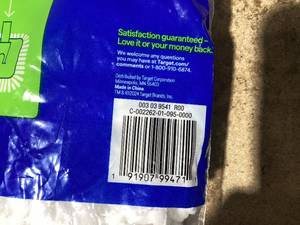 Satisfaction guaranteed –
Love it or your money back.
We welcome any questions
you may have at Target.com/
comments or 1-800-910-6874.
Distributed by Target Corporation
Minneapolis, MN 55403
Made in China
TM & ©2024 Target Brands, Inc.
003 03 9541 R00
C-002262-01-095-0000
1 91907 99471